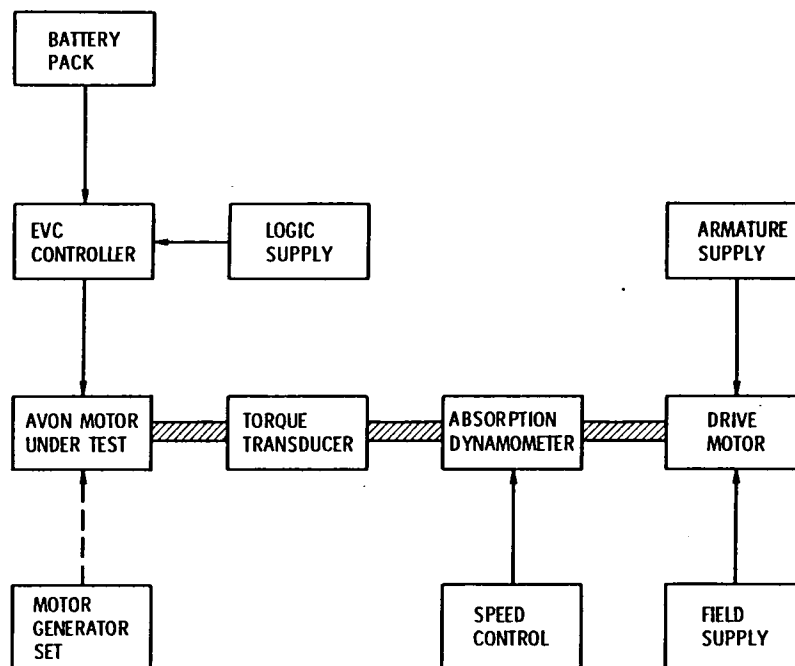 BATTERY
PACK
EVC
CONTROLLER
LOGIC
SUPPLY
ARMATURE
SUPPLY
AVON MOTOR
UNDER TEST
TORQUE
TRANSDUCER
ABSORPTION
DYNAMOMETER
DRIVE
MOTOR
MOTOR
GENERATOR
SET
SPEED
CONTROL
FIELD
SUPPLY